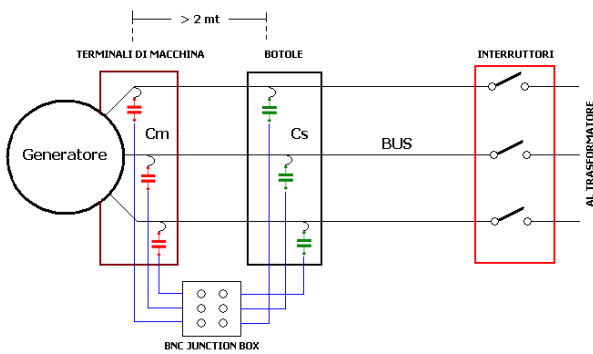 > 2 mt
TERMINALI DI MACCHINA
BOTOLE
INTERRUTTORI
Generatore
Cm
Cs
BUS
AL TRASFORMATORE
BNC JUNCTION BOX